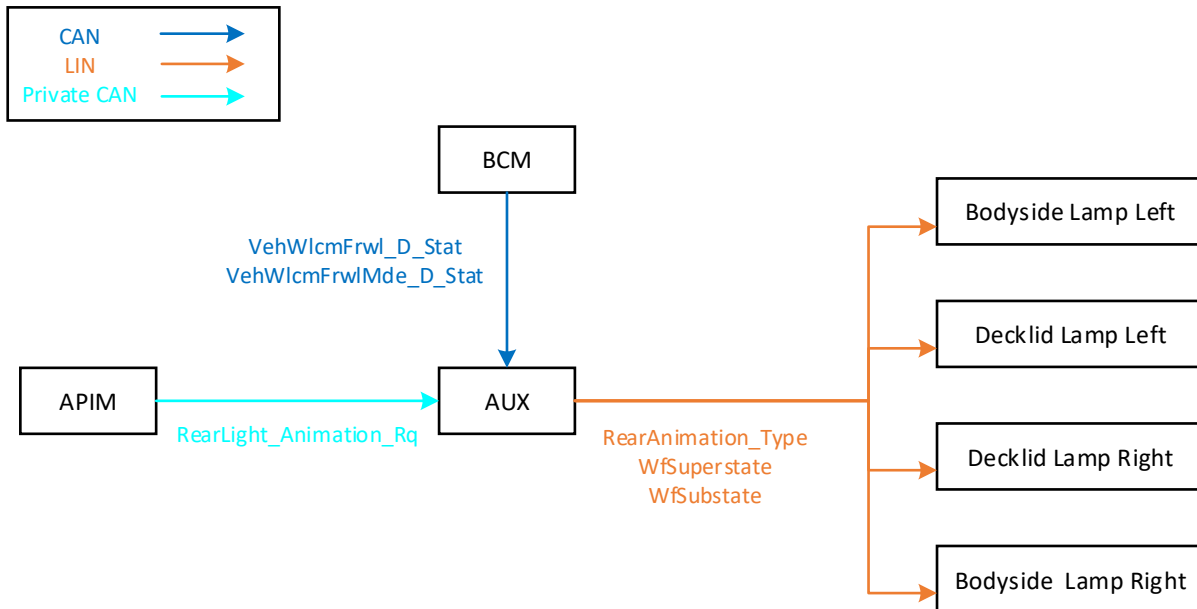 CAN
LIN
Private CAN
BCM
Bodyside Lamp Left
VehWlcmFrwl_D_Stat
VehWlcmFrwlMde_D_Stat
Decklid Lamp Left
APIM
AUX
RearLight_Animation_Rq
RearAnimation_Type
WfSuperstate
WfSubstate
Decklid Lamp Right
Bodyside Lamp Right